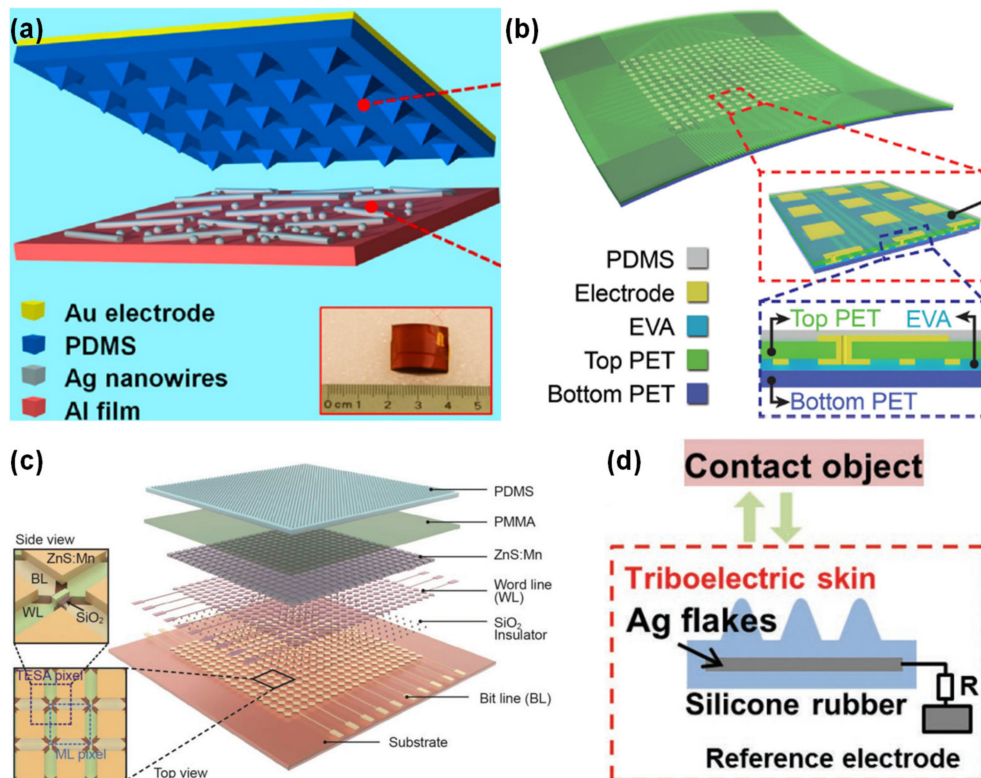 (a)
Au electrode
PDMS
Ag nanowires
Al film
0 cm 1 2 3 4 5
(b)
PDMS
Electrode
EVA
Top PET
Bottom PET
Top PET
EVA
Bottom PET
(c)
Side view
ZnS:Mn
BL
WL
SiO₂
TESA pixel
ML pixel
Top view
PDMS
PMMA
ZnS:Mn
Word line
(WL)
SiO₂
Insulator
Bit line (BL)
Substrate
(d)
Contact object
Triboelectric skin
Ag flakes
Silicone rubber
R
Reference electrode